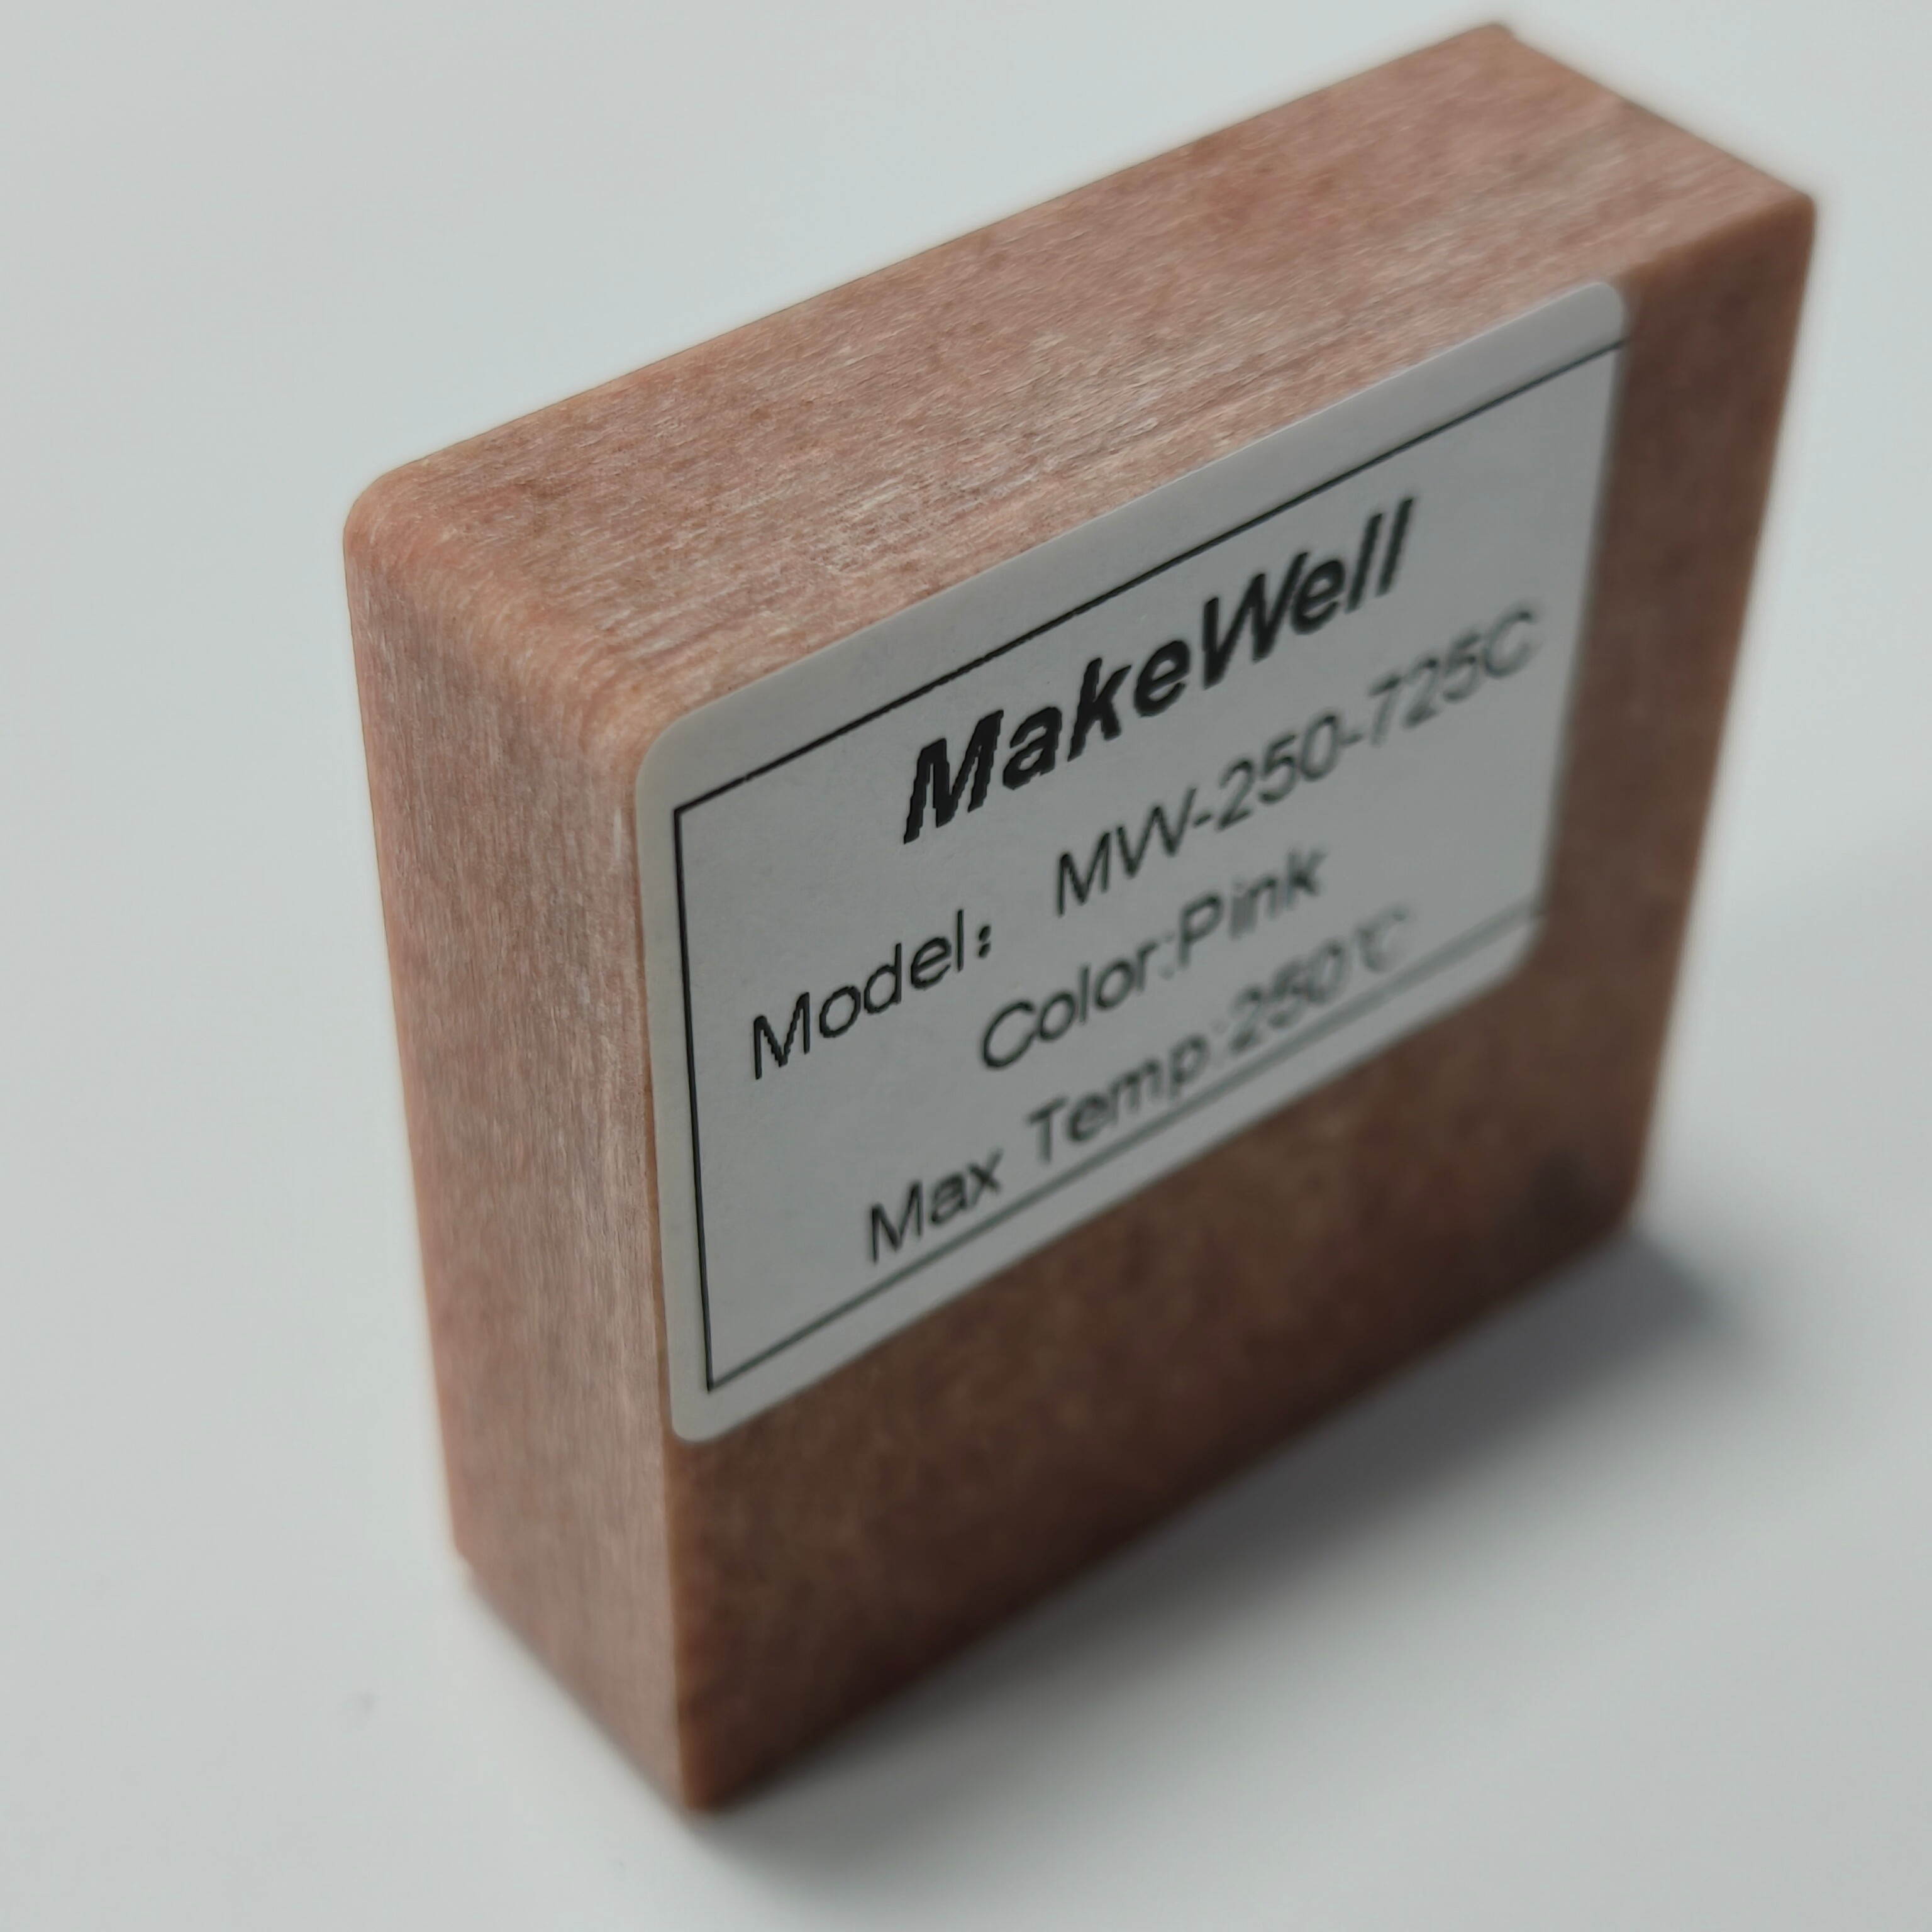 MakeWell
Model： MW-250-725C
Color:Pink
Max Temp:250℃